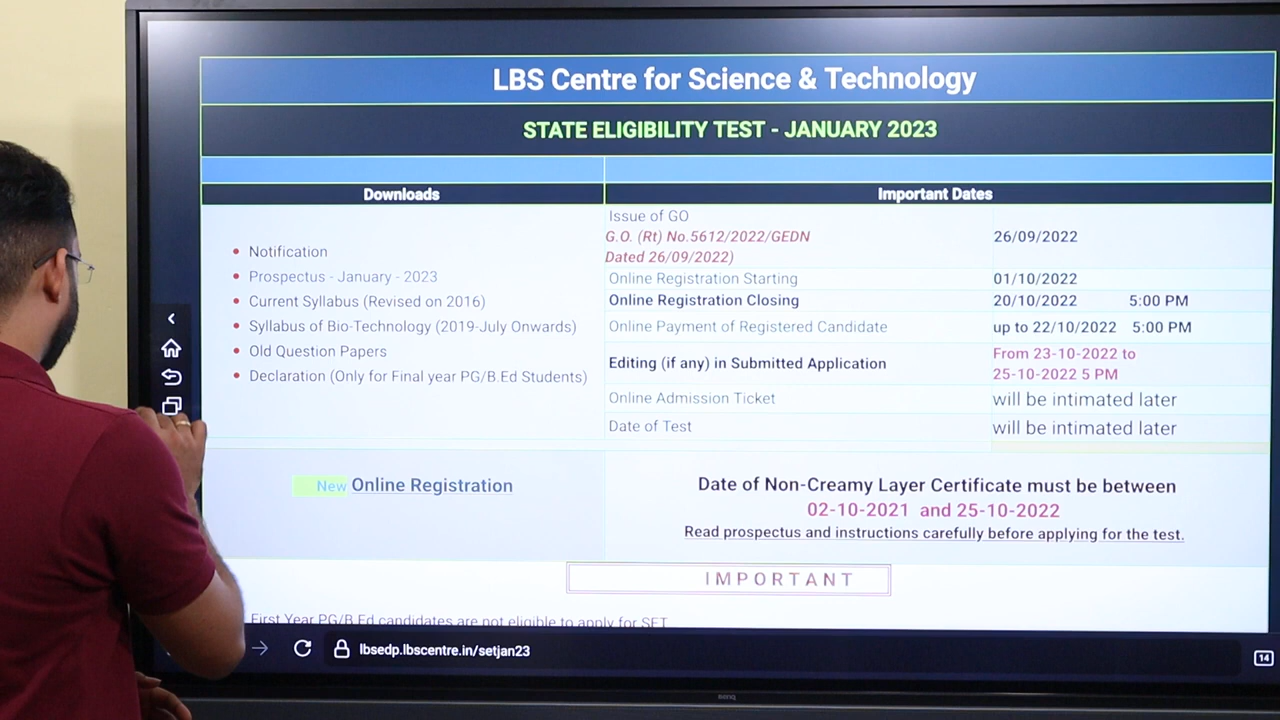 LBS Centre for Science & Technology
STATE ELIGIBILITY TEST - JANUARY 2023
Downloads
Important Dates
Notification
Prospectus - January - 2023
Current Syllabus (Revised on 2016)
Syllabus of Bio-Technology (2019-July Onwards)
Old Question Papers
Declaration (Only for Final year PG/B.Ed Students)
Issue of GO
G.O. (Rt) No.5612/2022/GEDN
Dated 26/09/2022)
26/09/2022
Online Registration Starting 01/10/2022
Online Registration Closing 20/10/2022 5:00 PM
Online Payment of Registered Candidate up to 22/10/2022 5:00 PM
Editing (if any) in Submitted Application
From 23-10-2022 to
25-10-2022 5 PM
Online Admission Ticket will be intimated later
Date of Test will be intimated later
New Online Registration
Date of Non-Creamy Layer Certificate must be between
02-10-2021 and 25-10-2022
Read prospectus and instructions carefully before applying for the test.
IMPORTANT
First Year PG/B.Ed candidates are not eligible to apply for SET
lbsedp.lbscentre.in/setjan23
14
BenQ